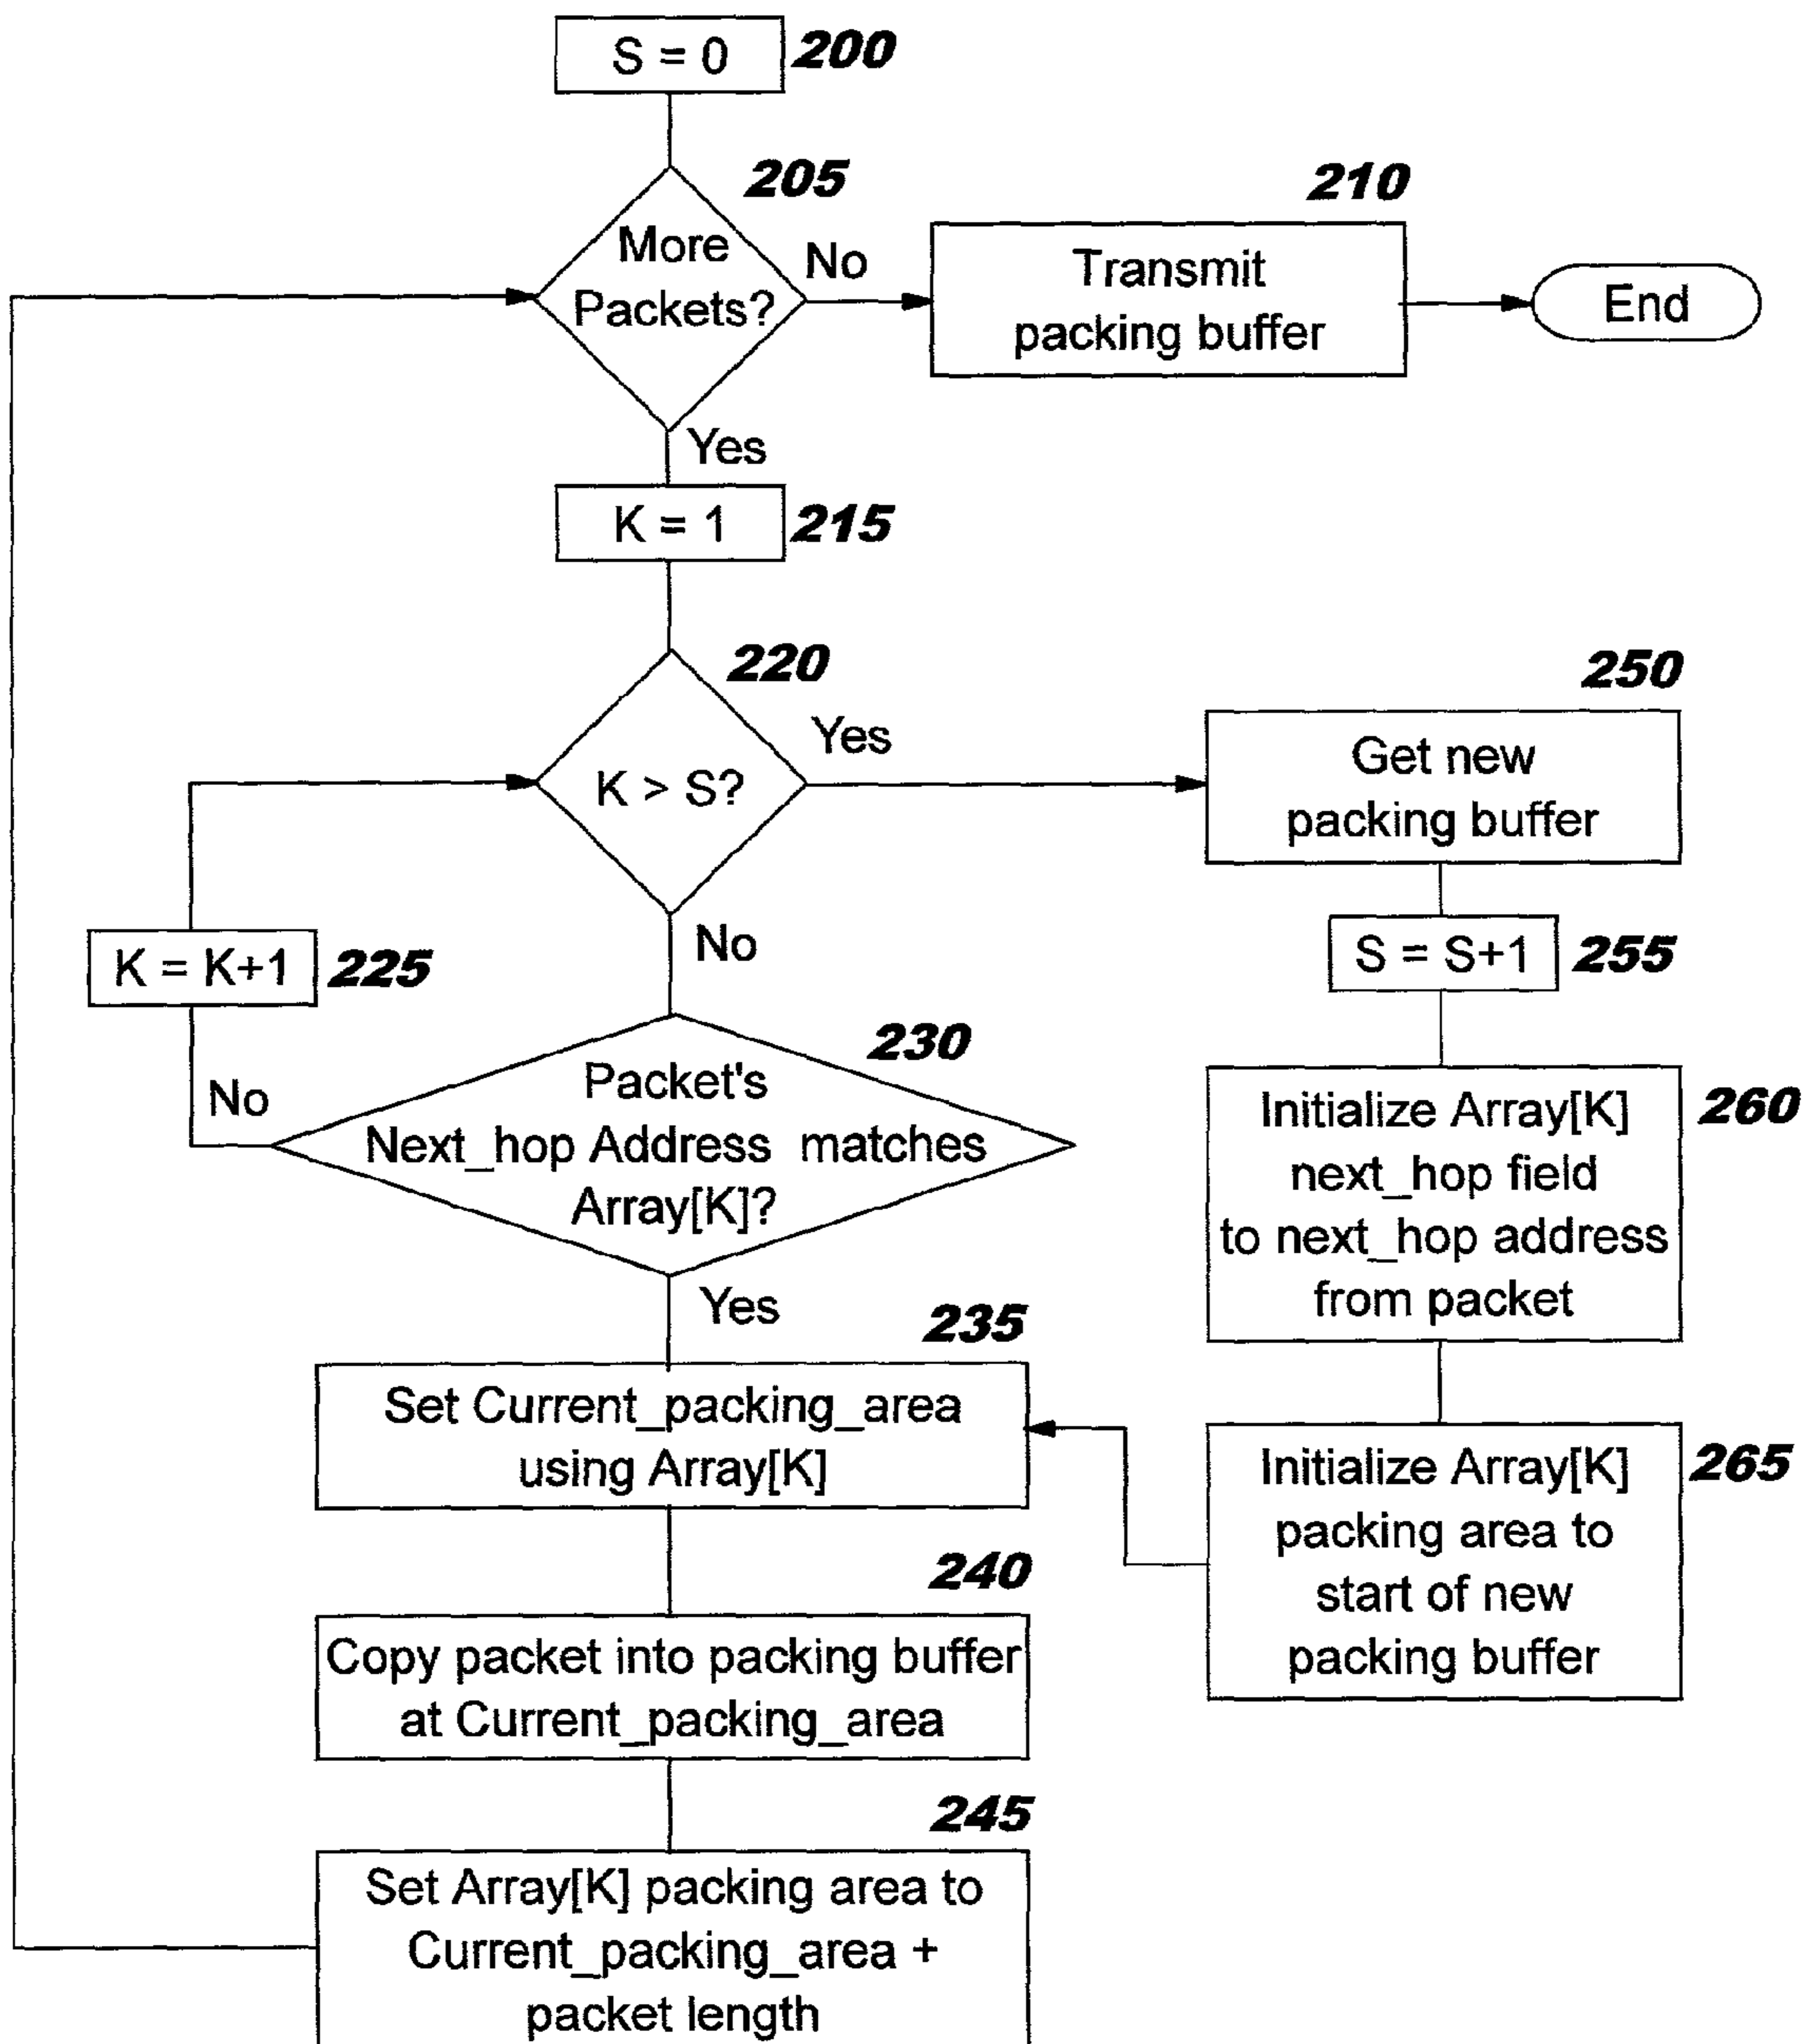 S = 0
200
205
More
Packets?
No
210
Transmit
packing buffer
End
Yes
K = 1
215
220
K > S?
Yes
250
Get new
packing buffer
K = K+1
225
No
S = S+1
255
230
Packet's
Next_hop Address matches
Array[K]?
No
Initialize Array[K]
next_hop field
to next_hop address
from packet
260
Yes
235
Set Current_packing_area
using Array[K]
Initialize Array[K]
packing area to
start of new
packing buffer
265
240
Copy packet into packing buffer
at Current_packing_area
245
Set Array[K] packing area to
Current_packing_area +
packet length